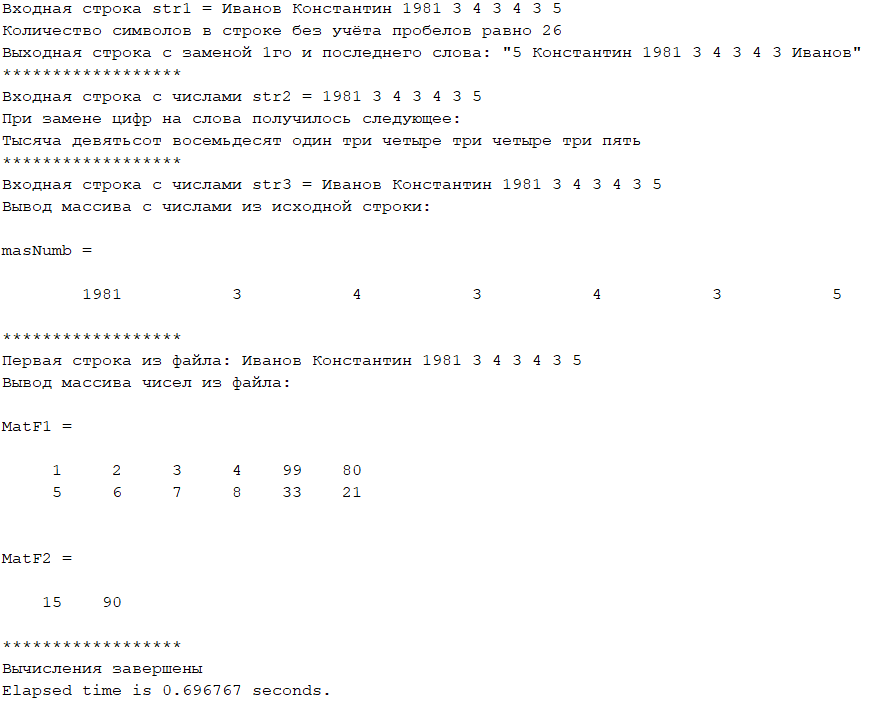 Входная строка str1 = Иванов Константин 1981 3 4 3 4 3 5
Количество символов в строке без учёта пробелов равно 26
Выходная строка с заменой 1го и последнего слова: "5 Константин 1981 3 4 3 4 3 Иванов"
******************
Входная строка с числами str2 = 1981 3 4 3 4 3 5
При замене цифр на слова получилось следующее:
Тысяча девятьсот восемьдесят один три четыре три четыре три пять
******************
Входная строка с числами str3 = Иванов Константин 1981 3 4 3 4 3 5
Вывод массива с числами из исходной строки:
masNumb =
1981 3 4 3 4 3 5
******************
Первая строка из файла: Иванов Константин 1981 3 4 3 4 3 5
Вывод массива чисел из файла:
MatF1 =
1 2 3 4 99 80
5 6 7 8 33 21
MatF2 =
15 90
******************
Вычисления завершены
Elapsed time is 0.696767 seconds.